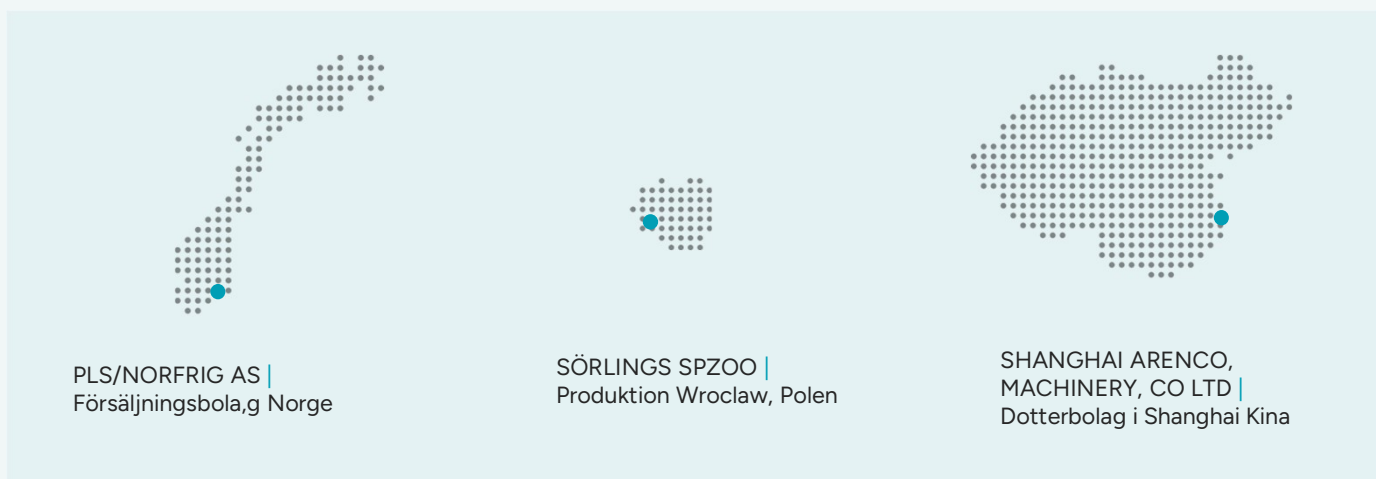 PLS/NORFRIG AS |
Försäljningsbola,g Norge
SÖRLINGS SPZOO |
Produktion Wroclaw, Polen
SHANGHAI ARENCO,
MACHINERY, CO LTD |
Dotterbolag i Shanghai Kina